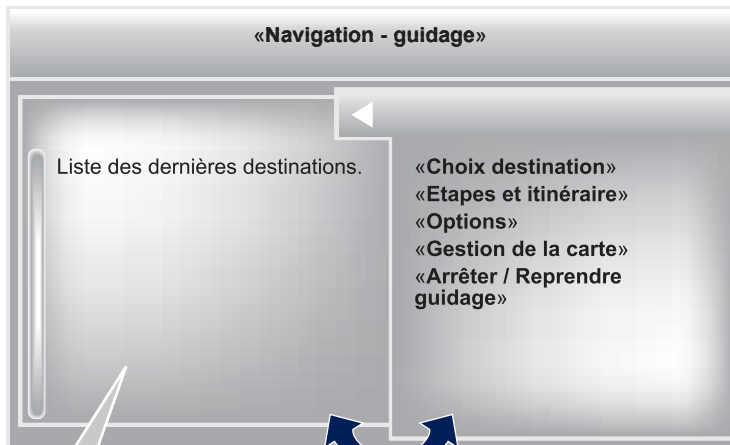 «Navigation - guidage»
Liste des dernières destinations.
«Choix destination»
«Etapes et itinéraire»
«Options»
«Gestion de la carte»
«Arrêter / Reprendre
guidage»